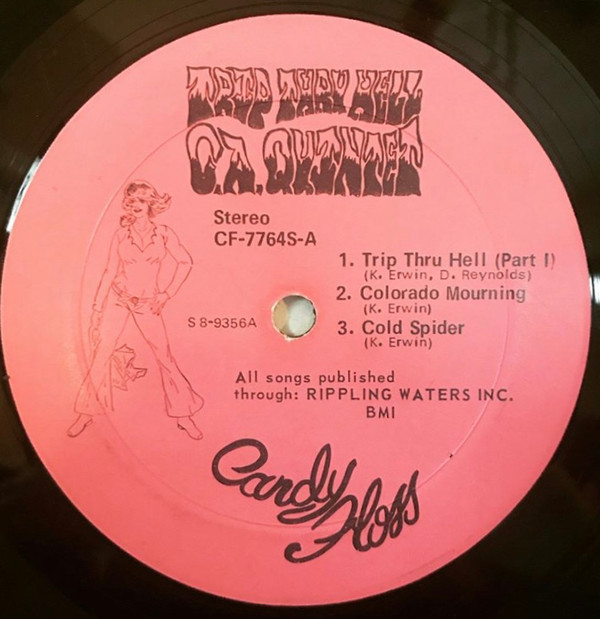 TRIP THRU HELL
C.A. QUINTET
Stereo
CF-7764S-A
1. Trip Thru Hell (Part I)
(K. Erwin, D. Reynolds)
2. Colorado Mourning
(K. Erwin)
S8-9356A
3. Cold Spider
(K. Erwin)
All songs published
through: RIPPLING WATERS INC.
BMI
Candy
Floss